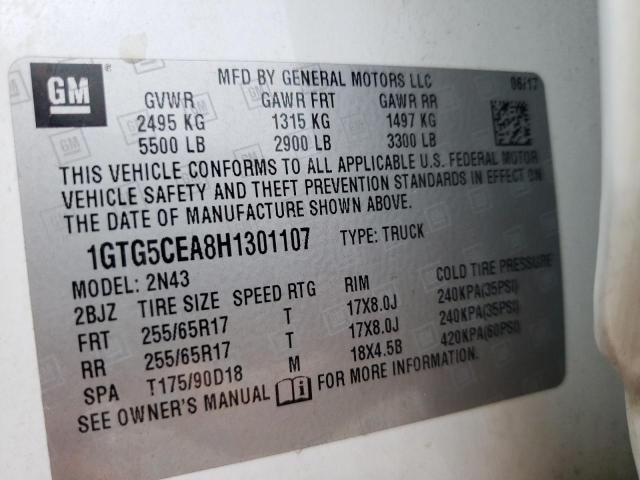 GM
MFD BY GENERAL MOTORS LLC 06/17
GVWR GAWR FRT GAWR RR
2495 KG 1315 KG 1497 KG
5500 LB 2900 LB 3300 LB
THIS VEHICLE CONFORMS TO ALL APPLICABLE U.S. FEDERAL MOTOR
VEHICLE SAFETY AND THEFT PREVENTION STANDARDS IN EFFECT ON
THE DATE OF MANUFACTURE SHOWN ABOVE.
1GTG5CEA8H1301107 TYPE: TRUCK
MODEL: 2N43
2BJZ TIRE SIZE SPEED RTG RIM COLD TIRE PRESSURE
FRT 255/65R17 T 17X8.0J 240KPA(35PSI)
RR 255/65R17 T 17X8.0J 240KPA(35PSI)
SPA T175/90D18 M 18X4.5B 420KPA(60PSI)
SEE OWNER'S MANUAL FOR MORE INFORMATION.